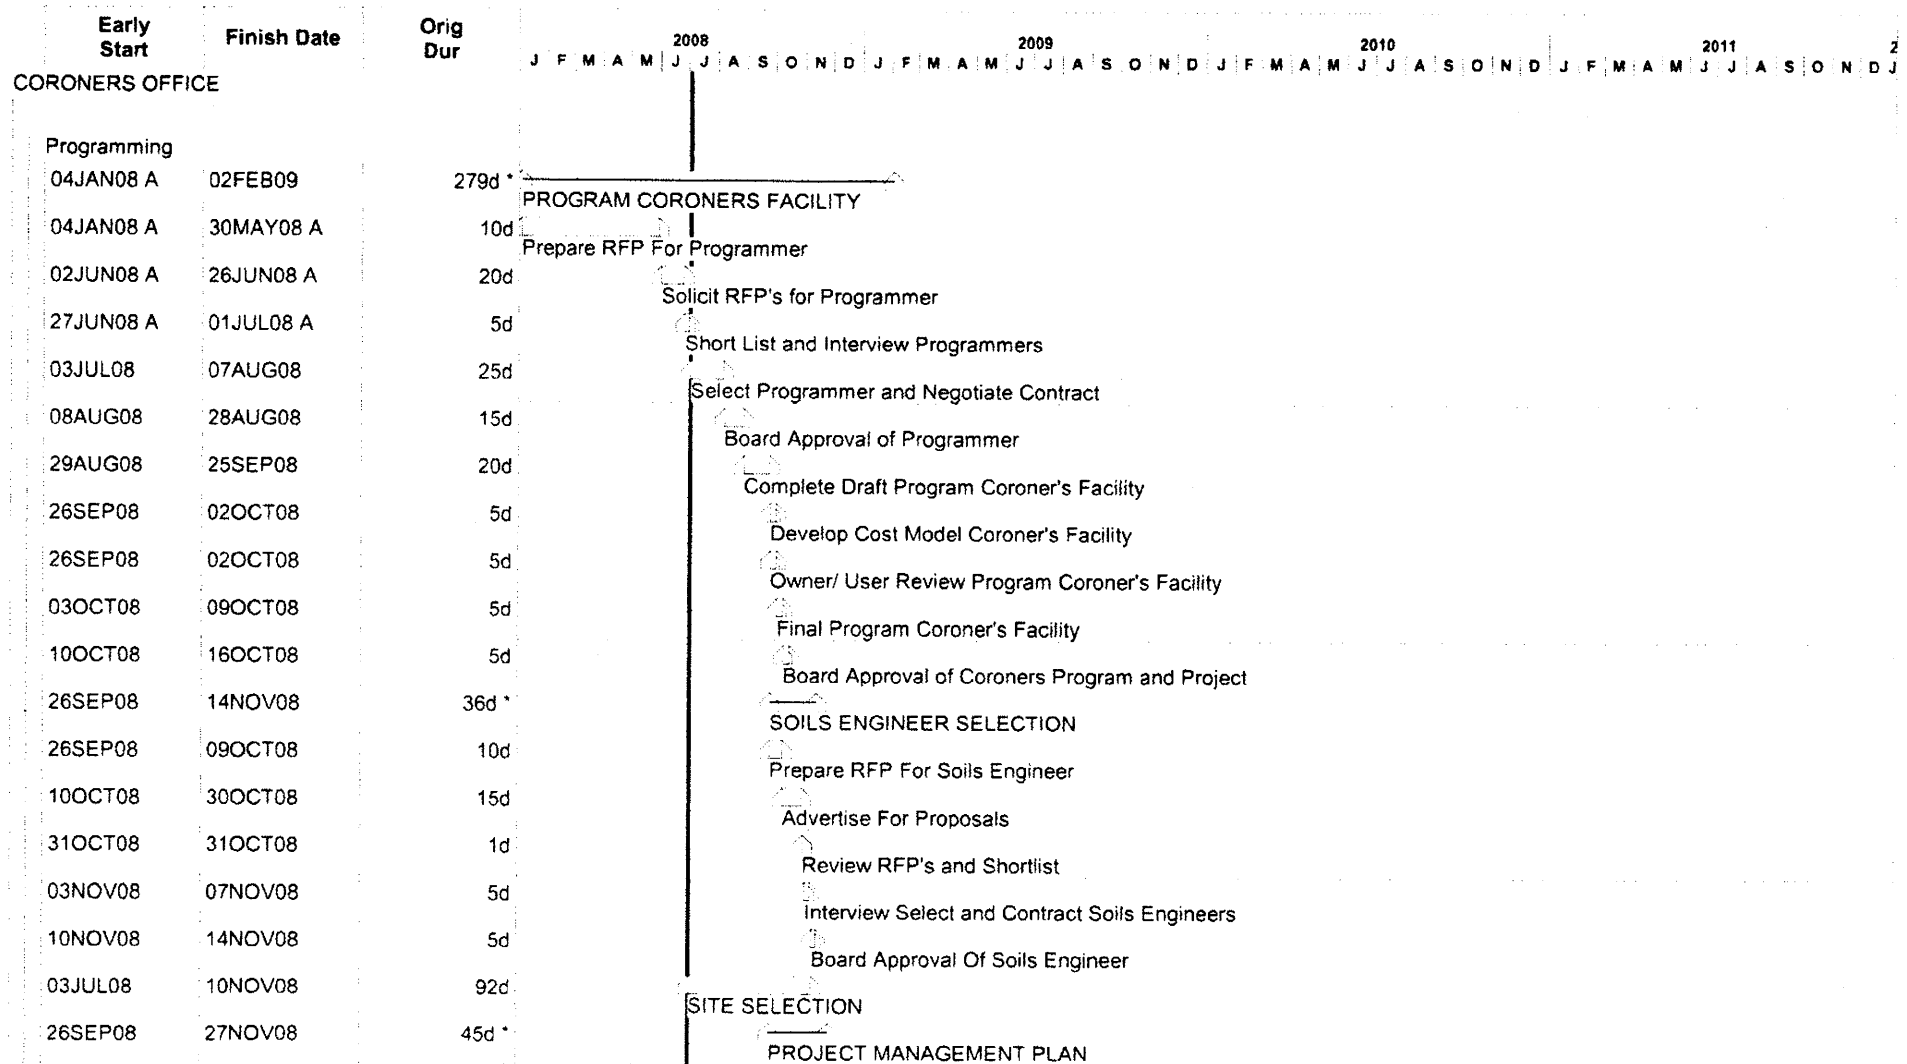 Early Start Finish Date Orig Dur
2008 2009 2010 2011 2
J F M A M J J A S O N D J F M A M J J A S O N D J F M A M J J A S O N D J F M A M J J A S O N D J
CORONERS OFFICE
Programming
04JAN08 A 02FEB09 279d *
PROGRAM CORONERS FACILITY
04JAN08 A 30MAY08 A 10d
Prepare RFP For Programmer
02JUN08 A 26JUN08 A 20d
Solicit RFP's for Programmer
27JUN08 A 01JUL08 A 5d
Short List and Interview Programmers
03JUL08 07AUG08 25d
Select Programmer and Negotiate Contract
08AUG08 28AUG08 15d
Board Approval of Programmer
29AUG08 25SEP08 20d
Complete Draft Program Coroner's Facility
26SEP08 02OCT08 5d
Develop Cost Model Coroner's Facility
26SEP08 02OCT08 5d
Owner/ User Review Program Coroner's Facility
03OCT08 09OCT08 5d
Final Program Coroner's Facility
10OCT08 16OCT08 5d
Board Approval of Coroners Program and Project
26SEP08 14NOV08 36d *
SOILS ENGINEER SELECTION
26SEP08 09OCT08 10d
Prepare RFP For Soils Engineer
10OCT08 30OCT08 15d
Advertise For Proposals
31OCT08 31OCT08 1d
Review RFP's and Shortlist
03NOV08 07NOV08 5d
Interview Select and Contract Soils Engineers
10NOV08 14NOV08 5d
Board Approval Of Soils Engineer
03JUL08 10NOV08 92d
SITE SELECTION
26SEP08 27NOV08 45d *
PROJECT MANAGEMENT PLAN